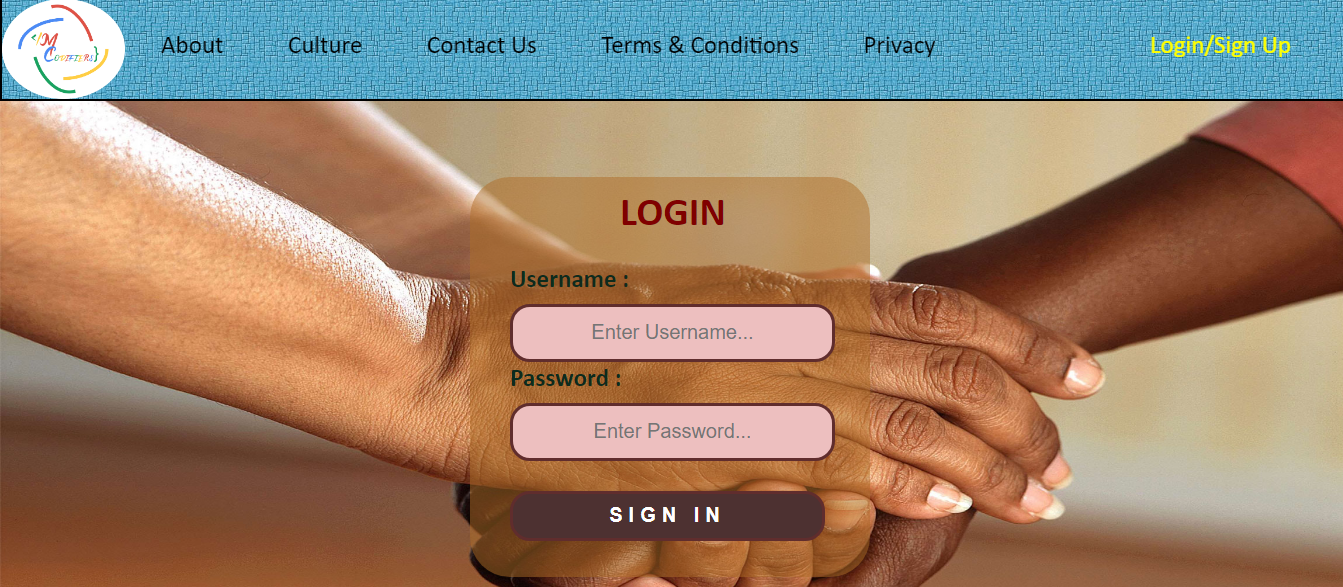 </M
CODIFIERS}
About Culture Contact Us Terms & Conditions Privacy Login/Sign Up
LOGIN
Username :
Enter Username...
Password :
Enter Password...
SIGN IN